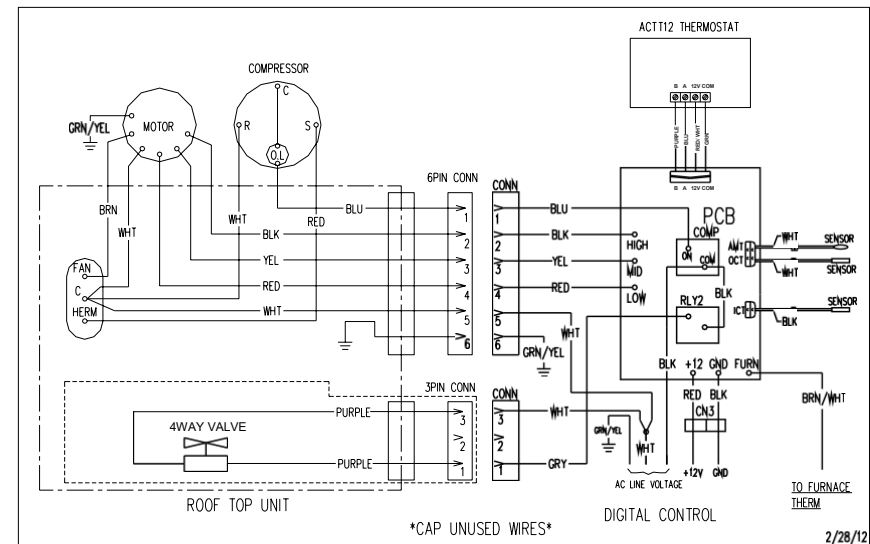 ACTT12 THERMOSTAT
B A 12V COM
PURPLE
BLU
RED/ WHT
GRN
B A 12V COM
COMPRESSOR
C
R
S
O.L
MOTOR
GRN/YEL
6PIN CONN
CONN
BRN
WHT
WHT
RED
BLU
1
1
BLU
BLK
2
2
BLK
YEL
3
3
YEL
RED
4
4
RED
WHT
5
5
WHT
6
6
GRN/YEL
FAN
C
HERM
PCB
COMP
ON
COM
HIGH
MID
LOW
BLK
RLY2
AMT
OCT
WHT
SENSOR
WHT
SENSOR
ICT
BLK
SENSOR
BLK
+12
GND
FURN
RED
BLK
CN3
BRN/WHT
3PIN CONN
CONN
4WAY VALVE
PURPLE
3
3
WHT
2
2
PURPLE
1
1
GRY
GRN/YEL
WHT
AC LINE VOLTAGE
+12V
GND
TO FURNACE
THERM
ROOF TOP UNIT
DIGITAL CONTROL
*CAP UNUSED WIRES*
2/28/12